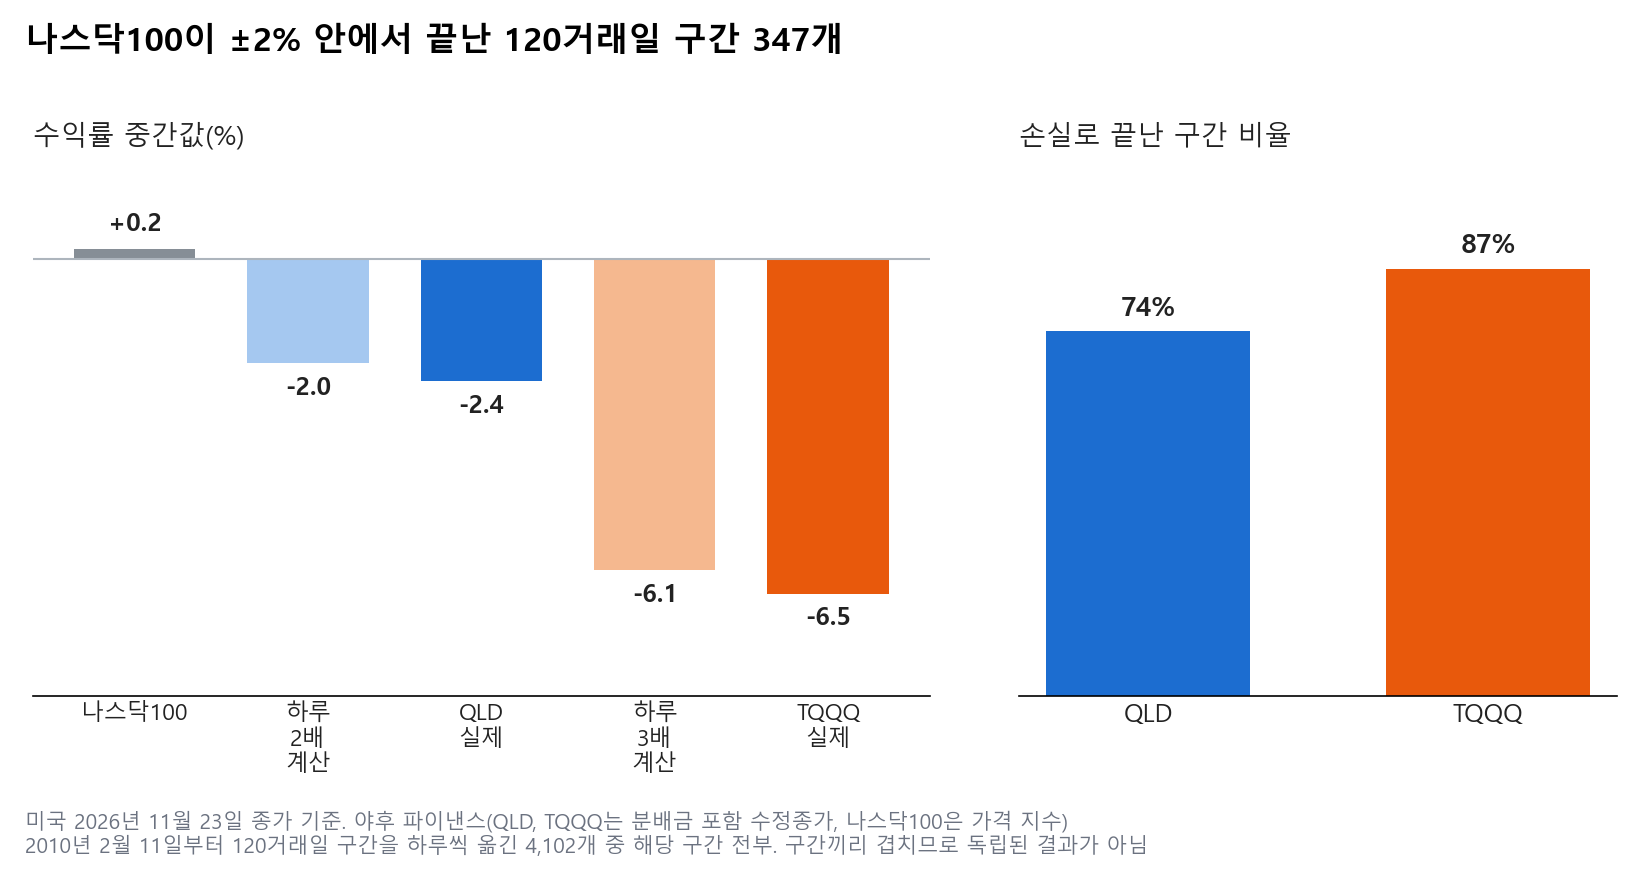 나스닥100이 ±2% 안에서 끝난 120거래일 구간 347개
수익률 중간값(%)
+0.2
-2.0
-2.4
-6.1
-6.5
나스닥100
하루
2배
계산
QLD
실제
하루
3배
계산
TQQQ
실제
손실로 끝난 구간 비율
74%
87%
QLD
TQQQ
미국 2026년 11월 23일 종가 기준. 야후 파이낸스(QLD, TQQQ는 분배금 포함 수정종가, 나스닥100은 가격 지수)
2010년 2월 11일부터 120거래일 구간을 하루씩 옮긴 4,102개 중 해당 구간 전부. 구간끼리 겹치므로 독립된 결과가 아님